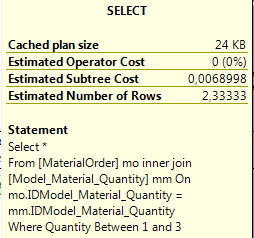 SELECT
Cached plan size 24 KB
Estimated Operator Cost 0 (0%)
Estimated Subtree Cost 0,0068998
Estimated Number of Rows 2,33333
Statement
Select *
From [MaterialOrder] mo inner join
[Model_Material_Quantity] mm On
mo.IDModel_Material_Quantity =
mm.IDMaterial_Quantity
Where Quantity Between 1 and 3